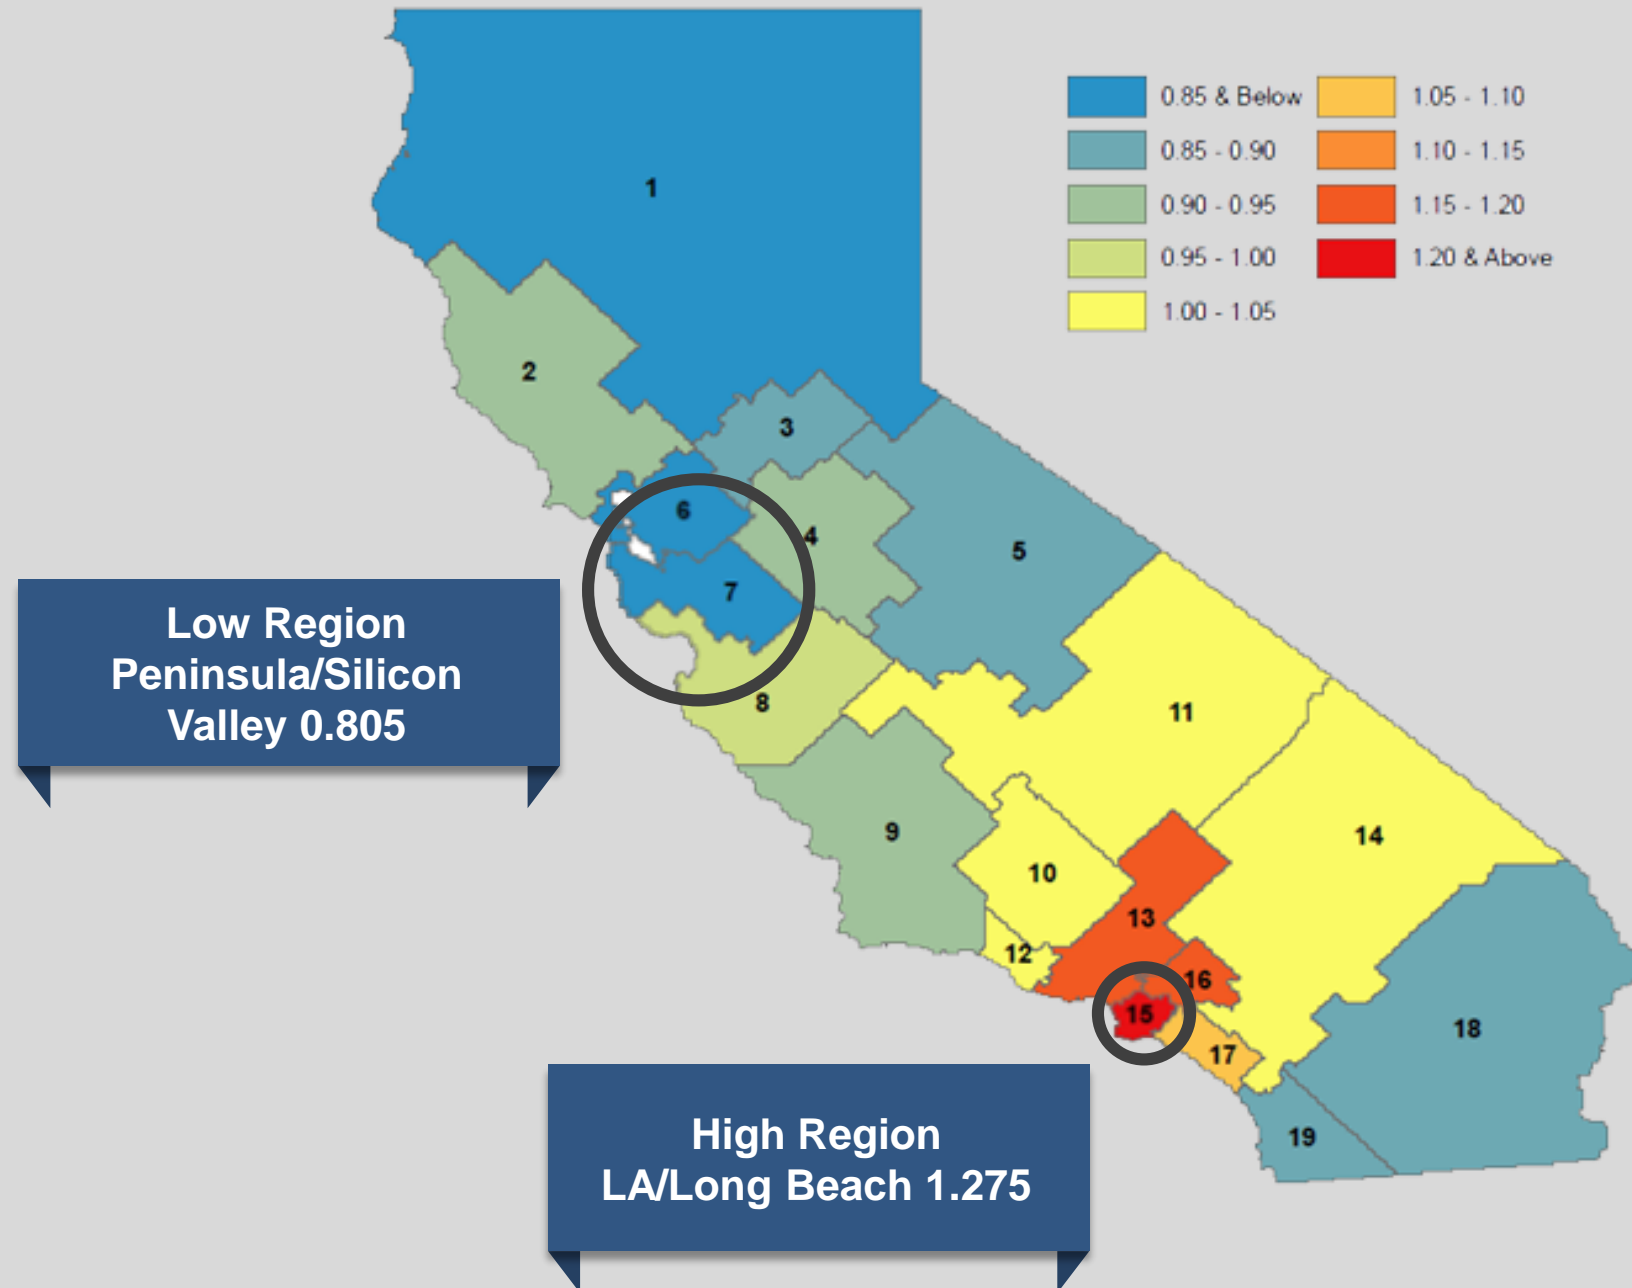 0.85 & Below
0.85 - 0.90
0.90 - 0.95
0.95 - 1.00
1.00 - 1.05
1.05 - 1.10
1.10 - 1.15
1.15 - 1.20
1.20 & Above
1
2
3
4
5
6
7
8
9
10
11
12
13
14
15
16
17
18
19
Low Region
Peninsula/Silicon
Valley 0.805
High Region
LA/Long Beach 1.275